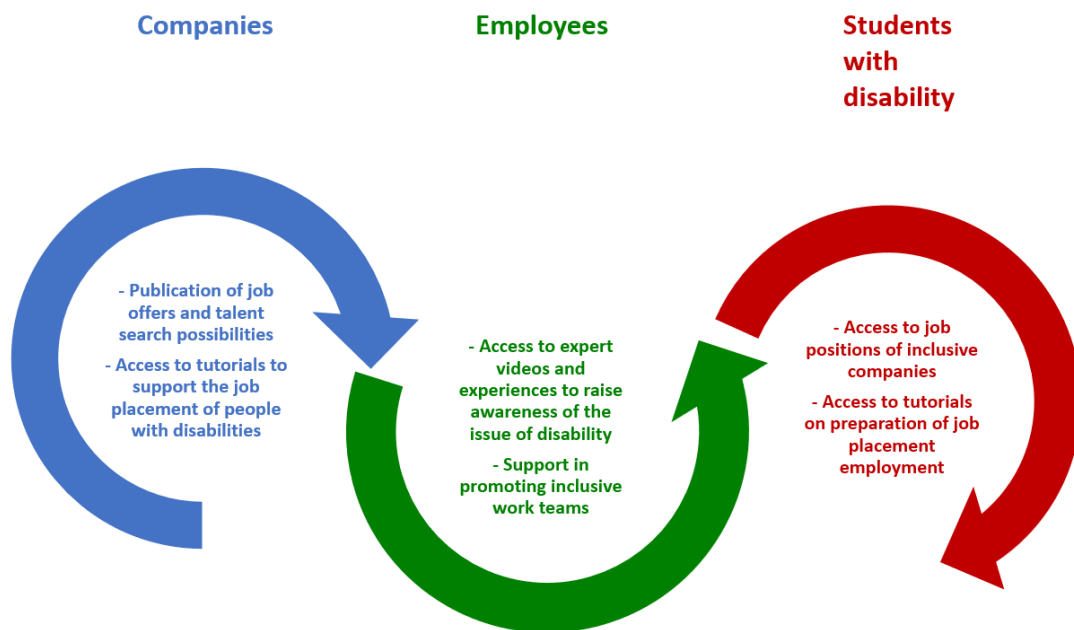 Companies
Employees
Students
with
disability
- Publication of job
offers and talent
search possibilities
- Access to tutorials to
support the job
placement of people
with disabilities
- Access to expert
videos and
experiences to raise
awareness of the
issue of disability
- Support in
promoting inclusive
work teams
- Access to job
positions of inclusive
companies
- Access to tutorials
on preparation of job
placement
employment